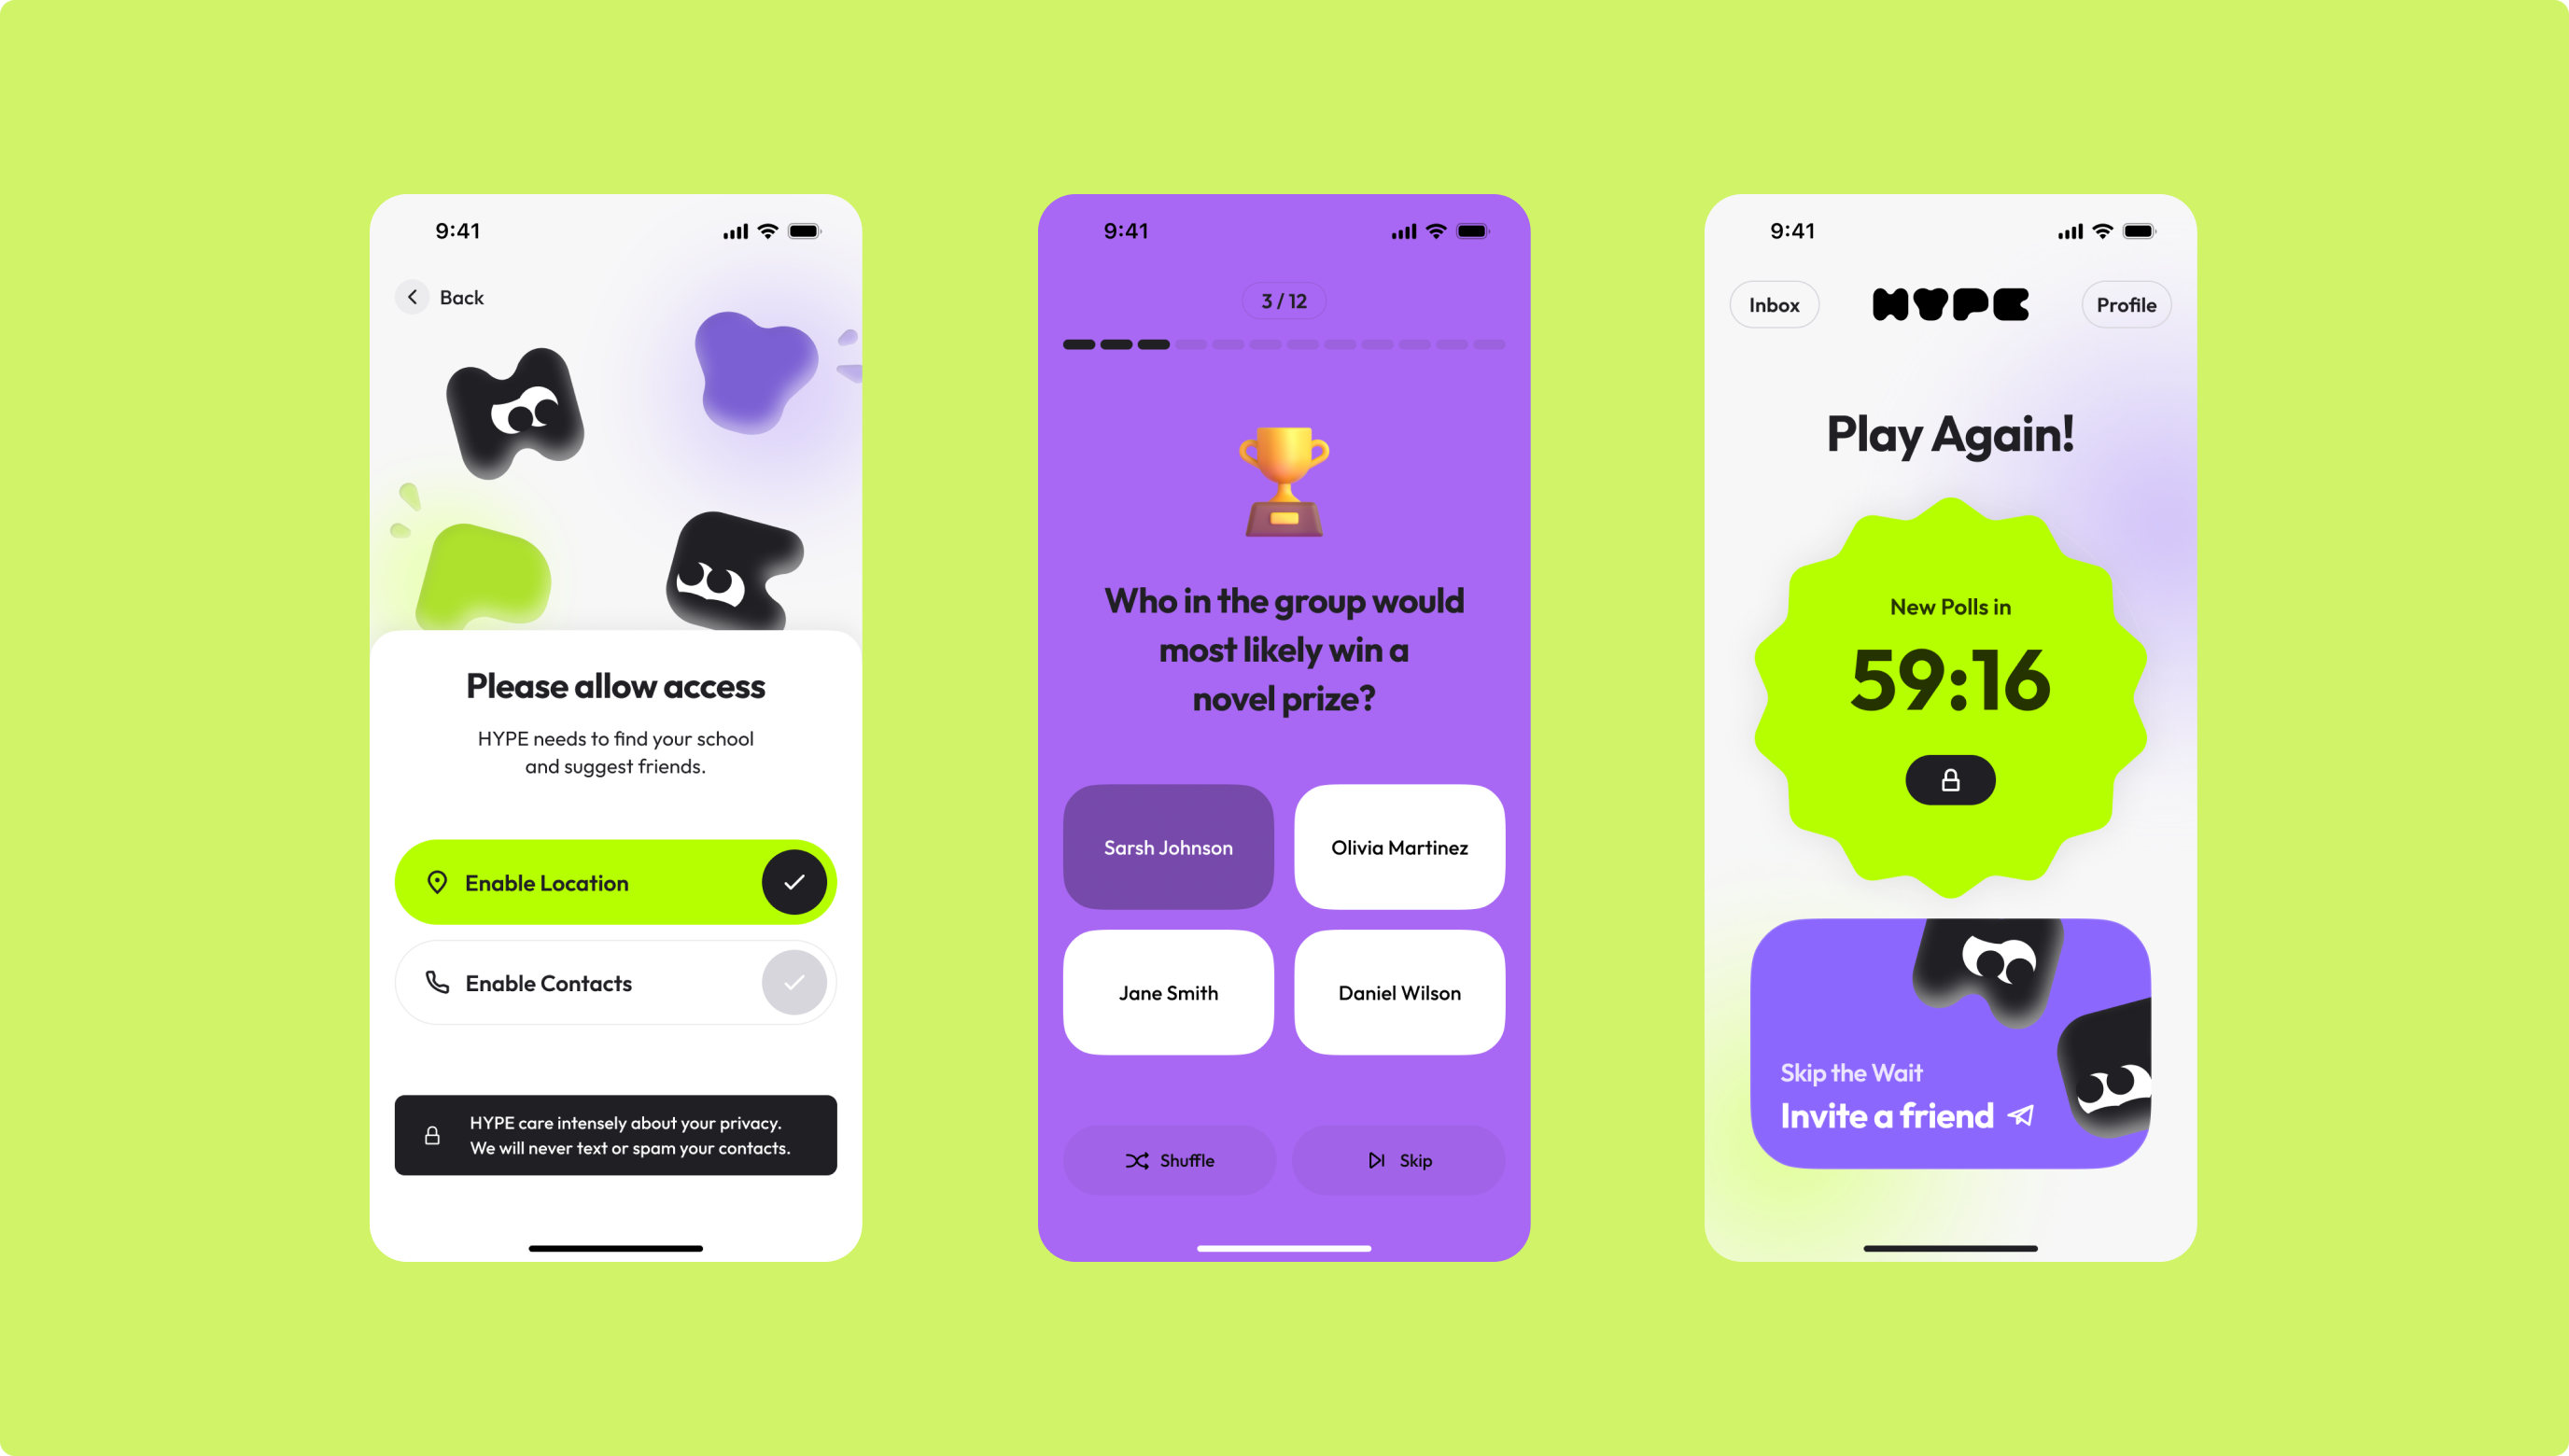 9:41
Back
Please allow access
HYPE needs to find your school
and suggest friends.
Enable Location
Enable Contacts
HYPE care intensely about your privacy.
We will never text or spam your contacts.
9:41
3 / 12
Who in the group would
most likely win a
novel prize?
Sarsh Johnson
Olivia Martinez
Jane Smith
Daniel Wilson
Shuffle
Skip
9:41
Inbox
HYPE
Profile
Play Again!
New Polls in
59:16
Skip the Wait
Invite a friend